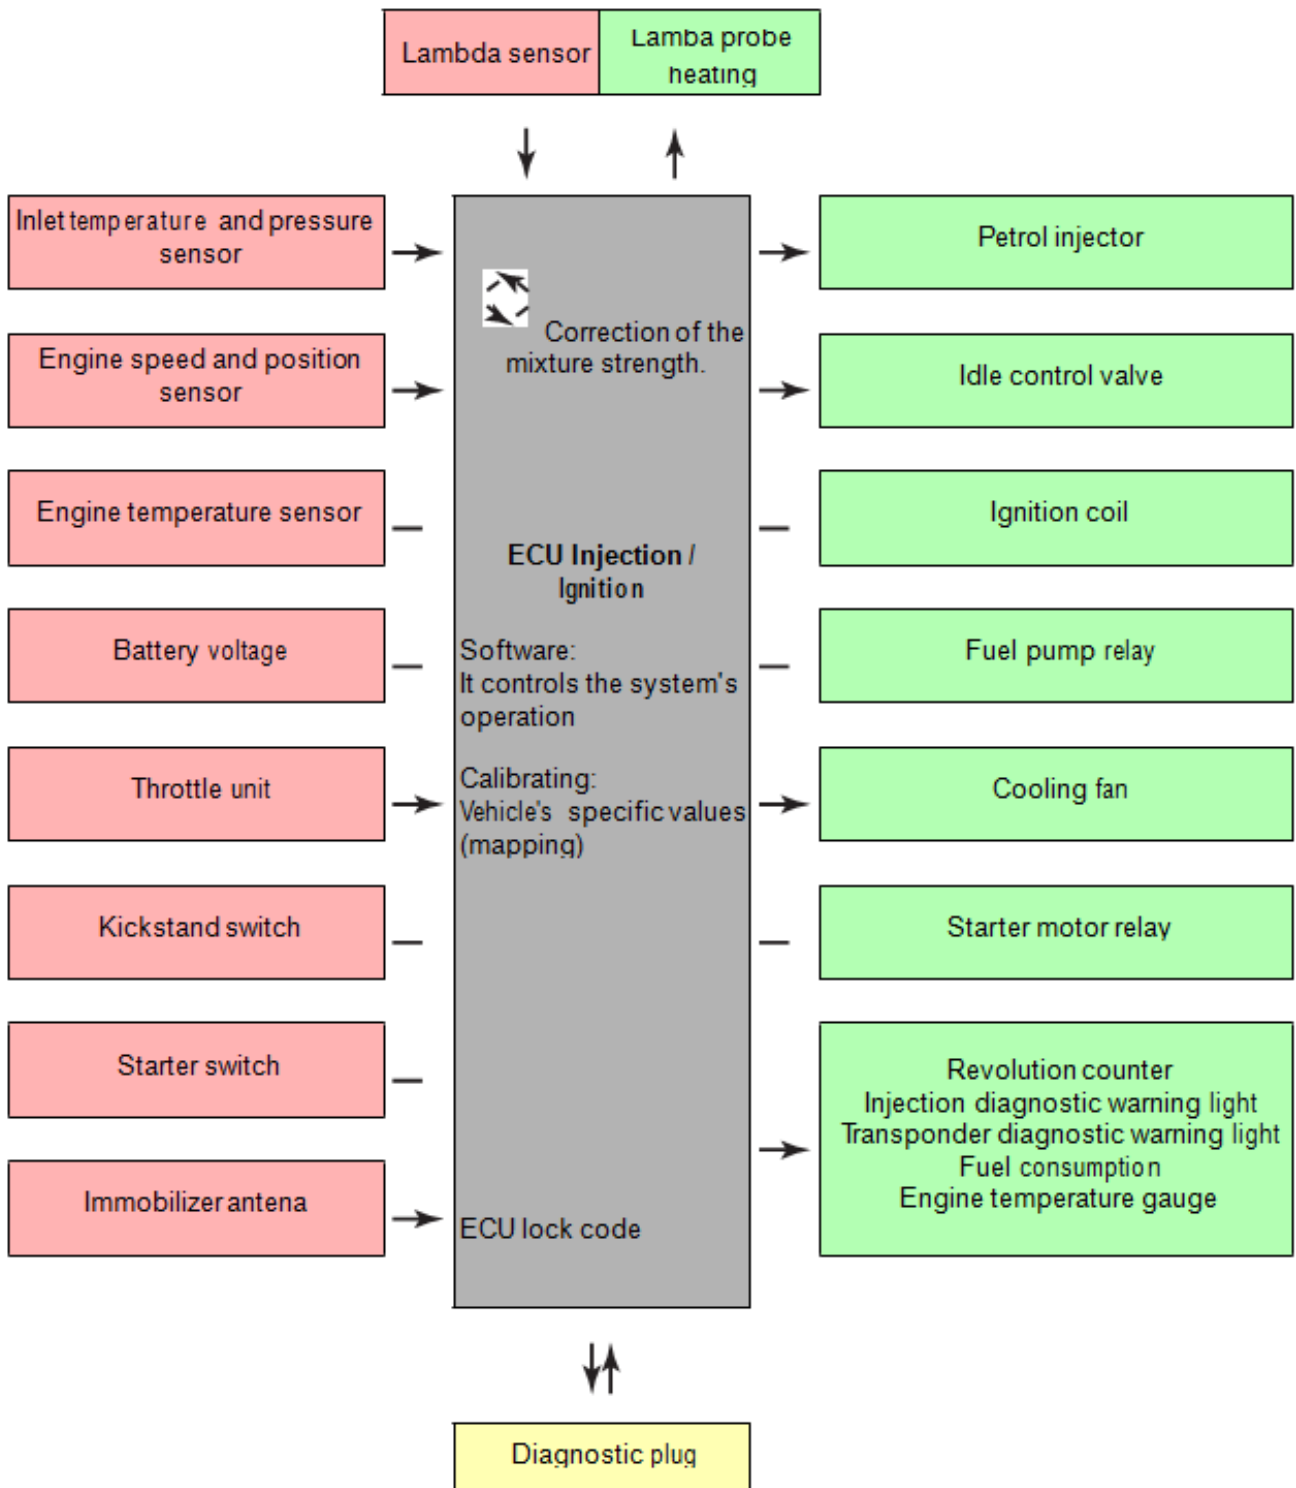 Lambda sensor
Lamba probe
heating
Inlet temperature and pressure
sensor
Engine speed and position
sensor
Engine temperature sensor
Battery voltage
Throttle unit
Kickstand switch
Starter switch
Immobilizer antena
Correction of the
mixture strength.
ECU Injection /
Ignition
Software:
It controls the system's
operation
Calibrating:
Vehicle's specific values
(mapping)
ECU lock code
Petrol injector
Idle control valve
Ignition coil
Fuel pump relay
Cooling fan
Starter motor relay
Revolution counter
Injection diagnostic warning light
Transponder diagnostic warning light
Fuel consumption
Engine temperature gauge
Diagnostic plug